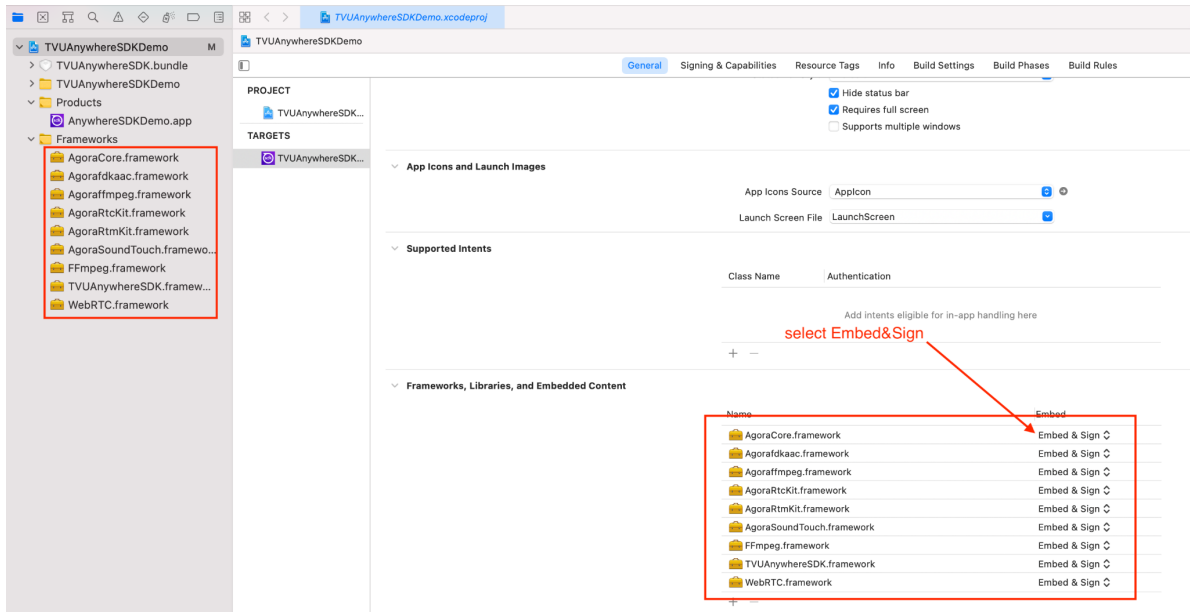 TVUAnywhereSDKDemo.xcodeproj
TVUAnywhereSDKDemo M
TVUAnywhereSDK.bundle
TVUAnywhereSDKDemo
Products
AnywhereSDKDemo.app
Frameworks
AgoraCore.framework
Agorafdkaac.framework
Agoraffmpeg.framework
AgoraRtcKit.framework
AgoraRtmKit.framework
AgoraSoundTouch.framewo...
FFmpeg.framework
TVUAnywhereSDK.framew...
WebRTC.framework
TVUAnywhereSDKDemo
General Signing & Capabilities Resource Tags Info Build Settings Build Phases Build Rules
PROJECT
TVUAnywhereSDK...
TARGETS
TVUAnywhereSDK...
Hide status bar
Requires full screen
Supports multiple windows
App Icons and Launch Images
App Icons Source AppIcon
Launch Screen File LaunchScreen
Supported Intents
Class Name Authentication
Add intents eligible for in-app handling here
select Embed&Sign
Frameworks, Libraries, and Embedded Content
Name Embed
AgoraCore.framework Embed & Sign
Agorafdkaac.framework Embed & Sign
Agoraffmpeg.framework Embed & Sign
AgoraRtcKit.framework Embed & Sign
AgoraRtmKit.framework Embed & Sign
AgoraSoundTouch.framework Embed & Sign
FFmpeg.framework Embed & Sign
TVUAnywhereSDK.framework Embed & Sign
WebRTC.framework Embed & Sign